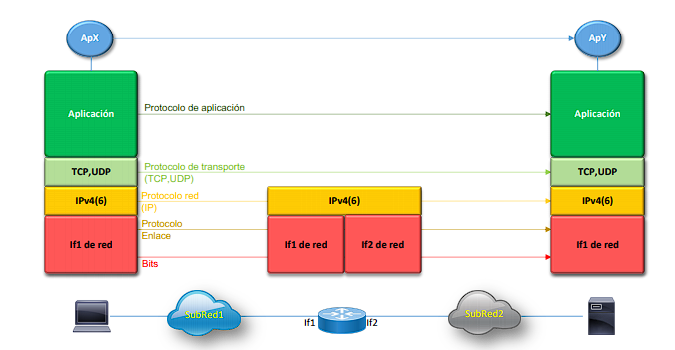 ApX
ApY
Aplicación
Protocolo de aplicación
Aplicación
TCP,UDP
Protocolo de transporte
(TCP,UDP)
TCP,UDP
IPv4(6)
Protocolo red
(IP)
IPv4(6)
IPv4(6)
If1 de red
Protocolo
Enlace
Bits
If1 de red
If2 de red
If1 de red
SubRed1
If1
If2
SubRed2